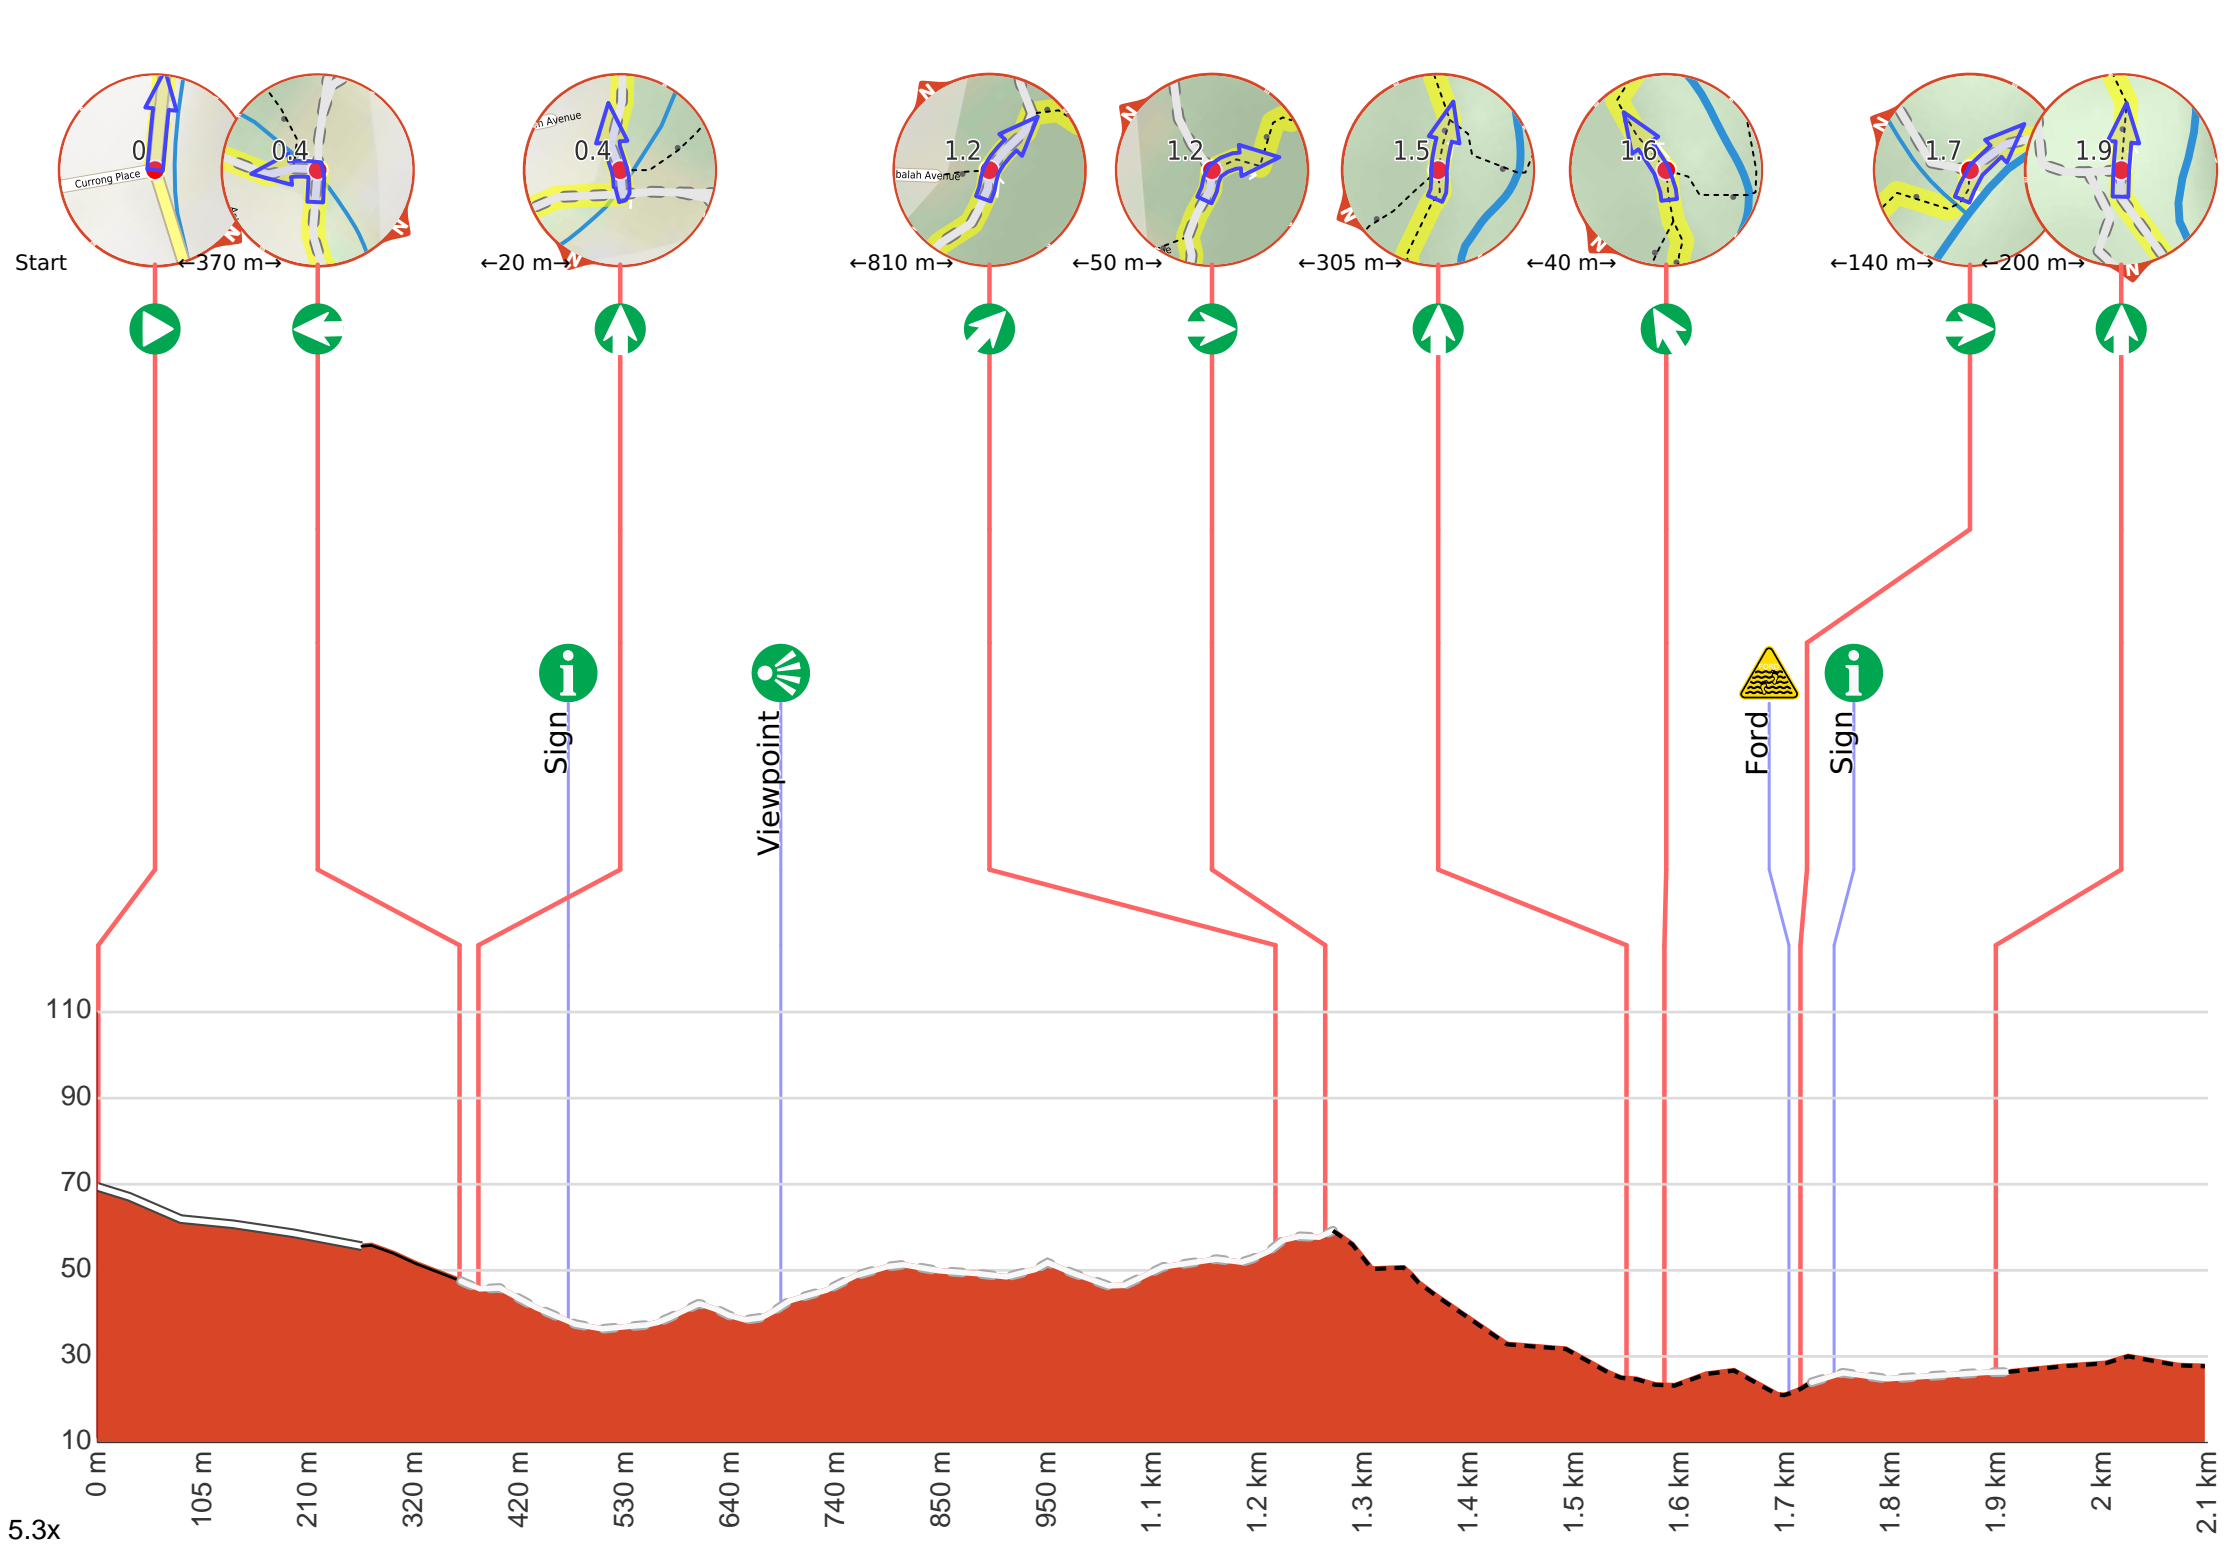 0
0.4
0.4
1.2
1.2
1.5
1.6
1.7
1.9
Currong Place
h Avenue
balah Avenue
N
N
N
N
N
N
N
N
N
Start
←370 m→
←20 m→
←810 m→
←50 m→
←305 m→
←40 m→
←140 m→
←200 m→
Sign
Viewpoint
Ford
Sign
110
90
70
50
30
10
0 m
105 m
210 m
320 m
420 m
530 m
640 m
740 m
850 m
950 m
1.1 km
1.2 km
1.3 km
1.4 km
1.5 km
1.6 km
1.7 km
1.8 km
1.9 km
2 km
2.1 km
5.3x